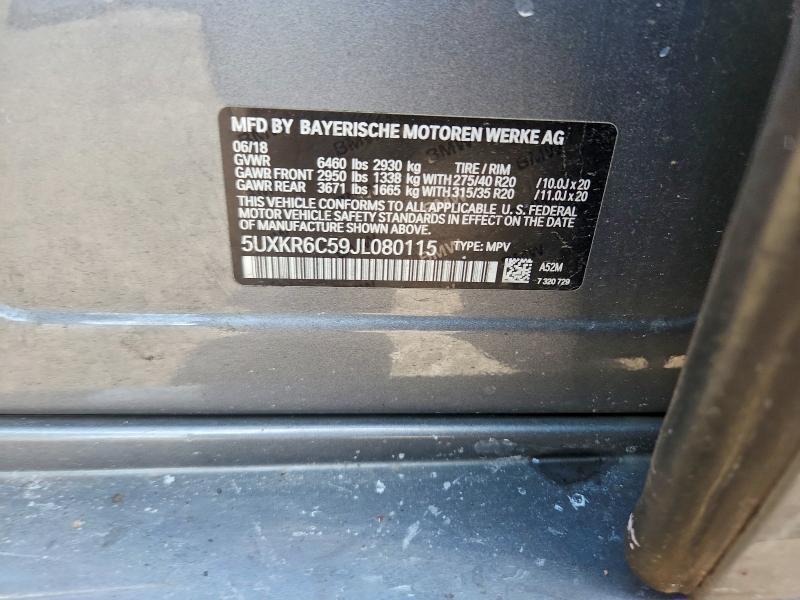 MFD BY BAYERISCHE MOTOREN WERKE AG
06/18
GVWR 6460 lbs 2930 kg TIRE / RIM
GAWR FRONT 2950 lbs 1338 kg WITH 275/40 R20 /10.0J x 20
GAWR REAR 3671 lbs 1665 kg WITH 315/35 R20 /11.0J x 20
THIS VEHICLE CONFORMS TO ALL APPLICABLE U. S. FEDERAL
MOTOR VEHICLE SAFETY STANDARDS IN EFFECT ON THE DATE
OF MANUFACTURE SHOWN ABOVE.
5UXKR6C59JL080115 TYPE: MPV
A52M
7 320 729